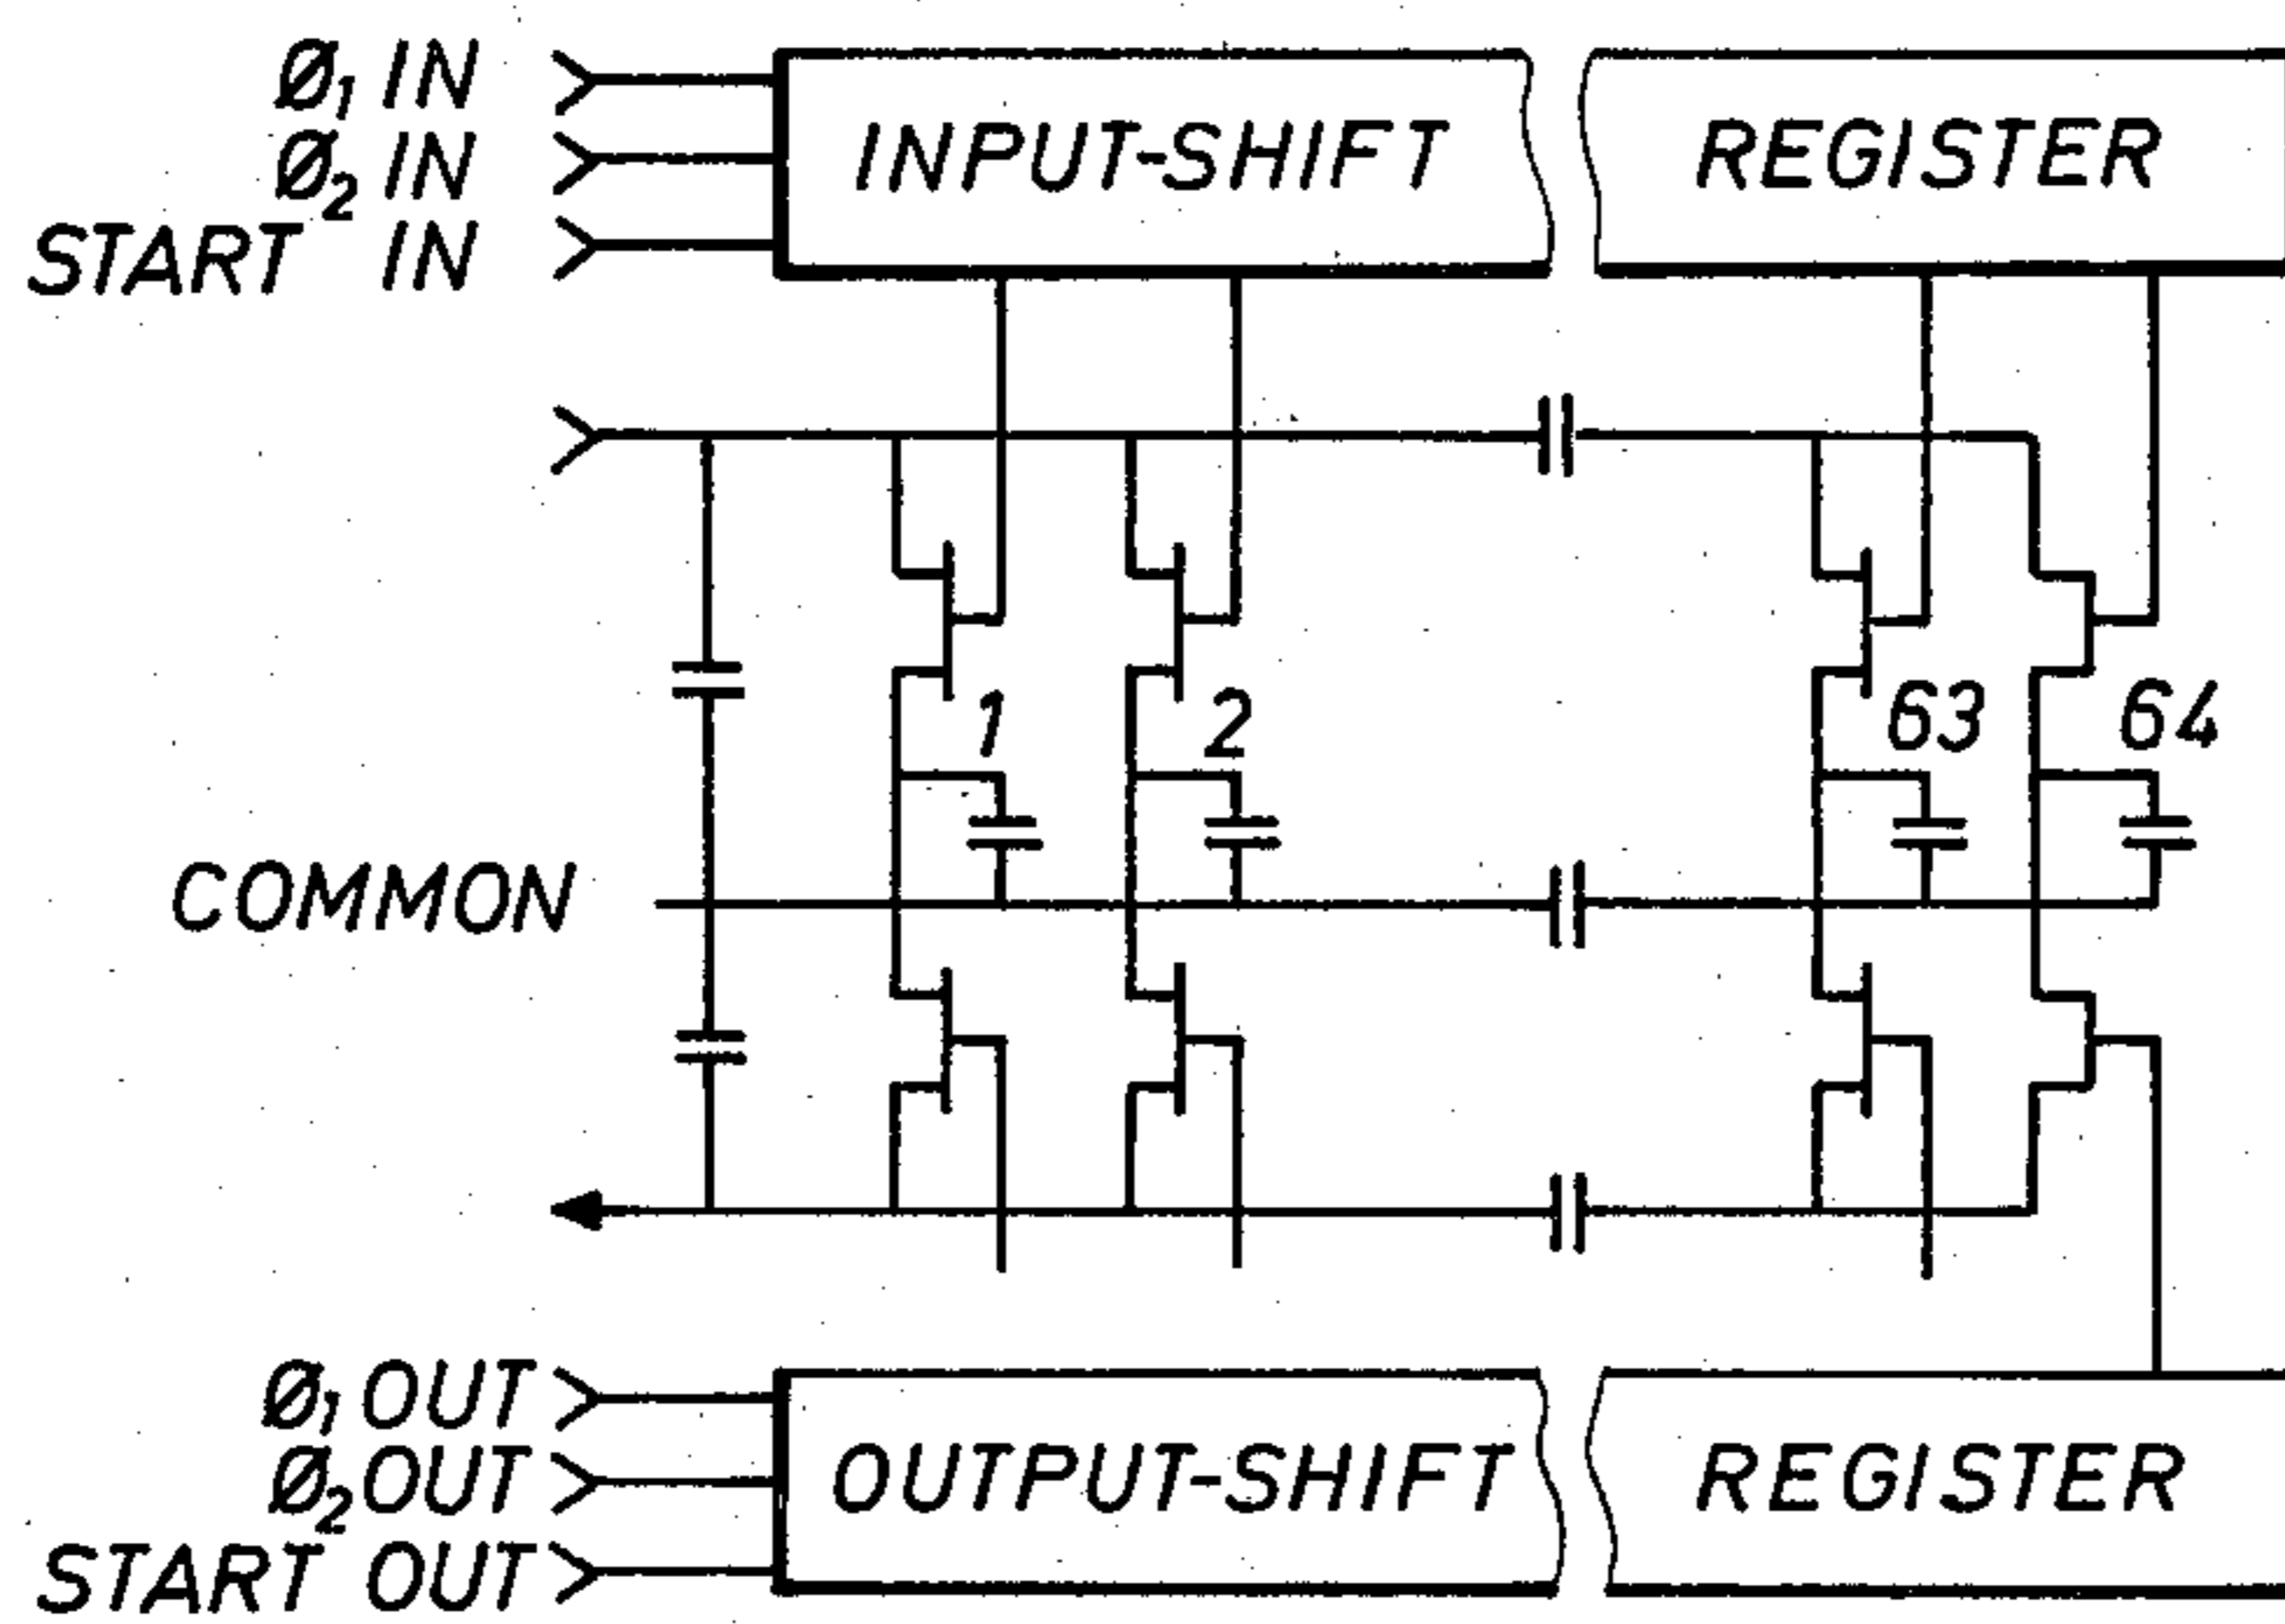 Ø₁ IN
Ø₂ IN
START IN
INPUT-SHIFT REGISTER
1 2 63 64
COMMON
Ø₁ OUT
Ø₂ OUT
START OUT
OUTPUT-SHIFT REGISTER